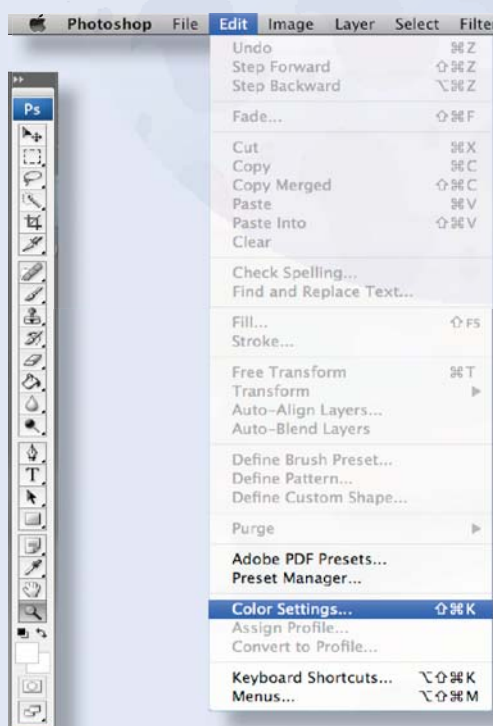 Photoshop File Edit Image Layer Select Filte
Undo ⌘Z
Step Forward ⇧⌘Z
Step Backward ⌥⌘Z
Fade... ⇧⌘F
Cut ⌘X
Copy ⌘C
Copy Merged ⇧⌘C
Paste ⌘V
Paste Into ⇧⌘V
Clear
Check Spelling...
Find and Replace Text...
Fill... ⇧F5
Stroke...
Free Transform ⌘T
Transform ▶
Auto-Align Layers...
Auto-Blend Layers
Define Brush Preset...
Define Pattern...
Define Custom Shape...
Purge ▶
Adobe PDF Presets...
Preset Manager...
Color Settings... ⇧⌘K
Assign Profile...
Convert to Profile...
Keyboard Shortcuts... ⌥⇧⌘K
Menus... ⌥⇧⌘M
Ps
T